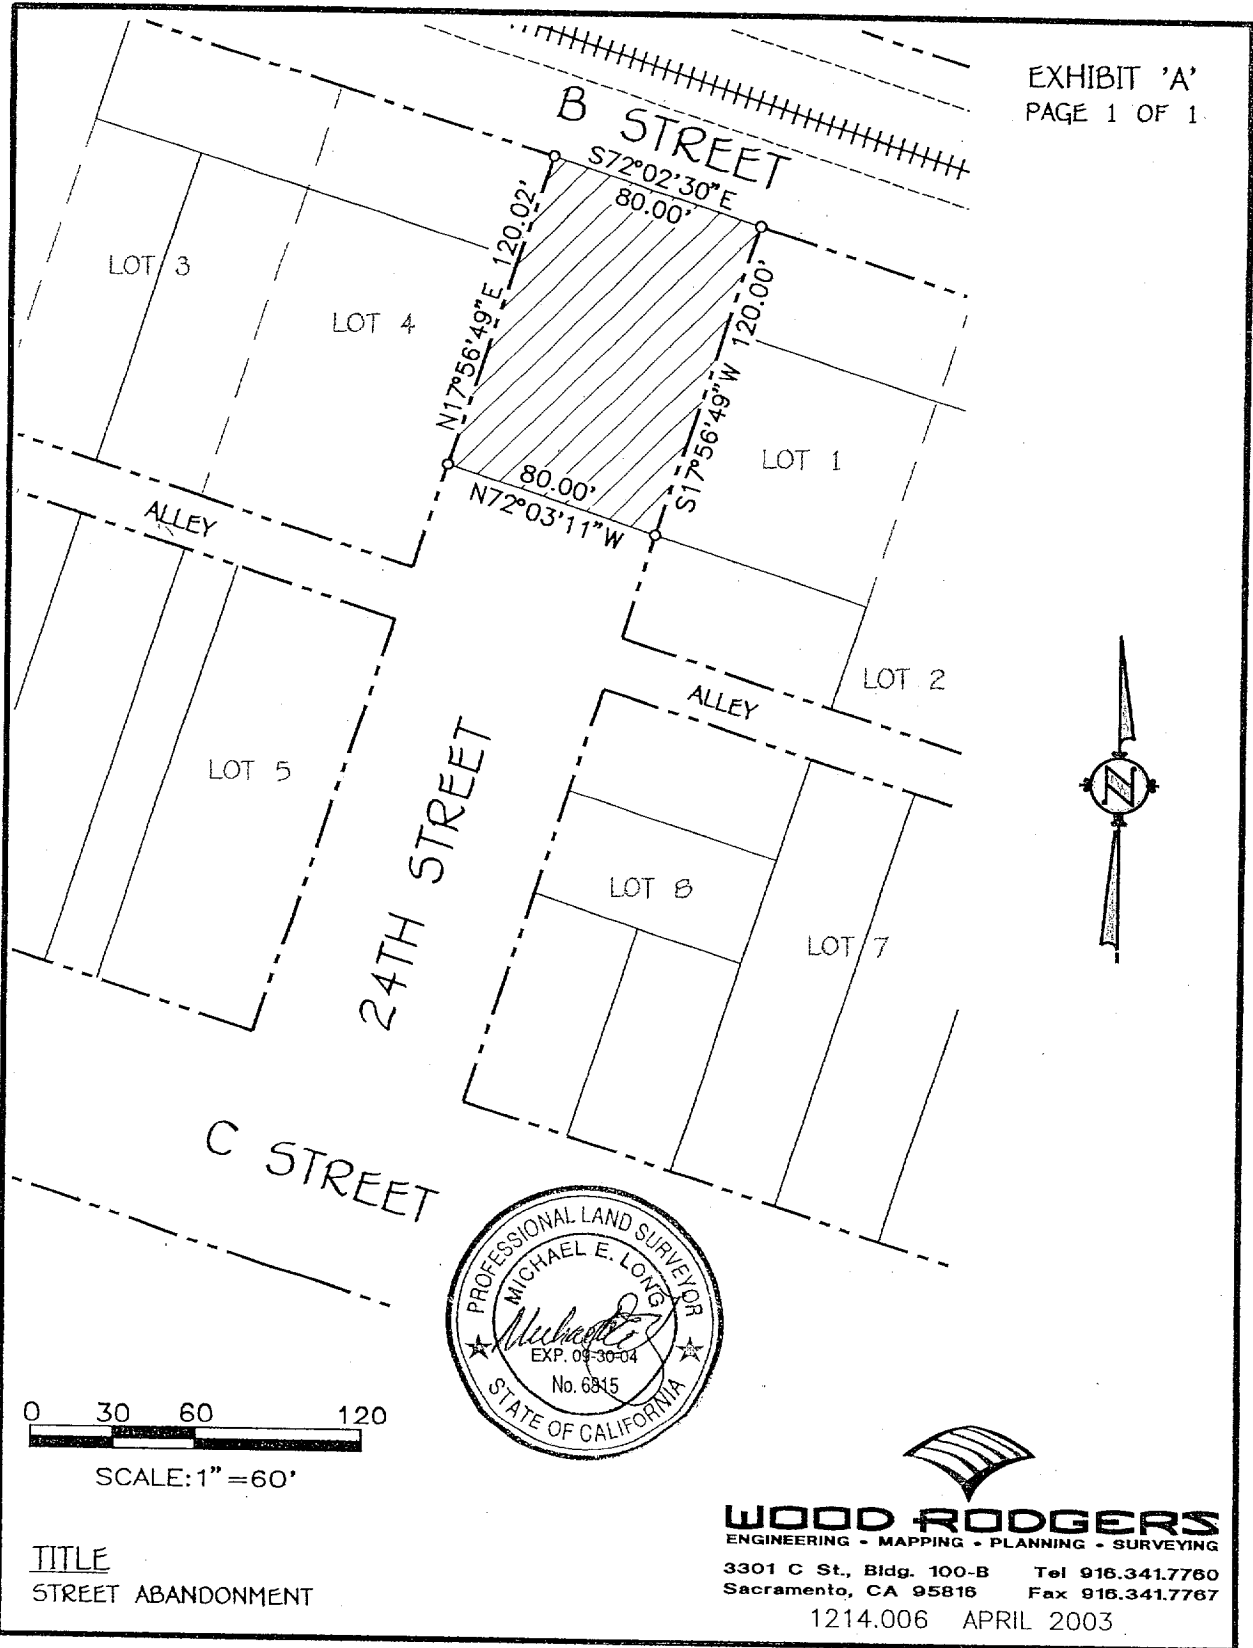 EXHIBIT 'A'
PAGE 1 OF 1
B STREET
S72°02'30"E
80.00'
N17°56'49"E 120.02'
S17°56'49"W 120.00'
80.00'
N72°03'11"W
LOT 3
LOT 4
LOT 1
ALLEY
LOT 2
ALLEY
LOT 5
24TH STREET
LOT 8
LOT 7
N
C STREET
PROFESSIONAL LAND SURVEYOR
MICHAEL E. LONG
EXP. 09-30-04
No. 6815
STATE OF CALIFORNIA
0 30 60 120
SCALE: 1"=60'
TITLE
STREET ABANDONMENT
WOOD RODGERS
ENGINEERING • MAPPING • PLANNING • SURVEYING
3301 C St., Bldg. 100-B Tel 916.341.7760
Sacramento, CA 95816 Fax 916.341.7767
1214.006 APRIL 2003